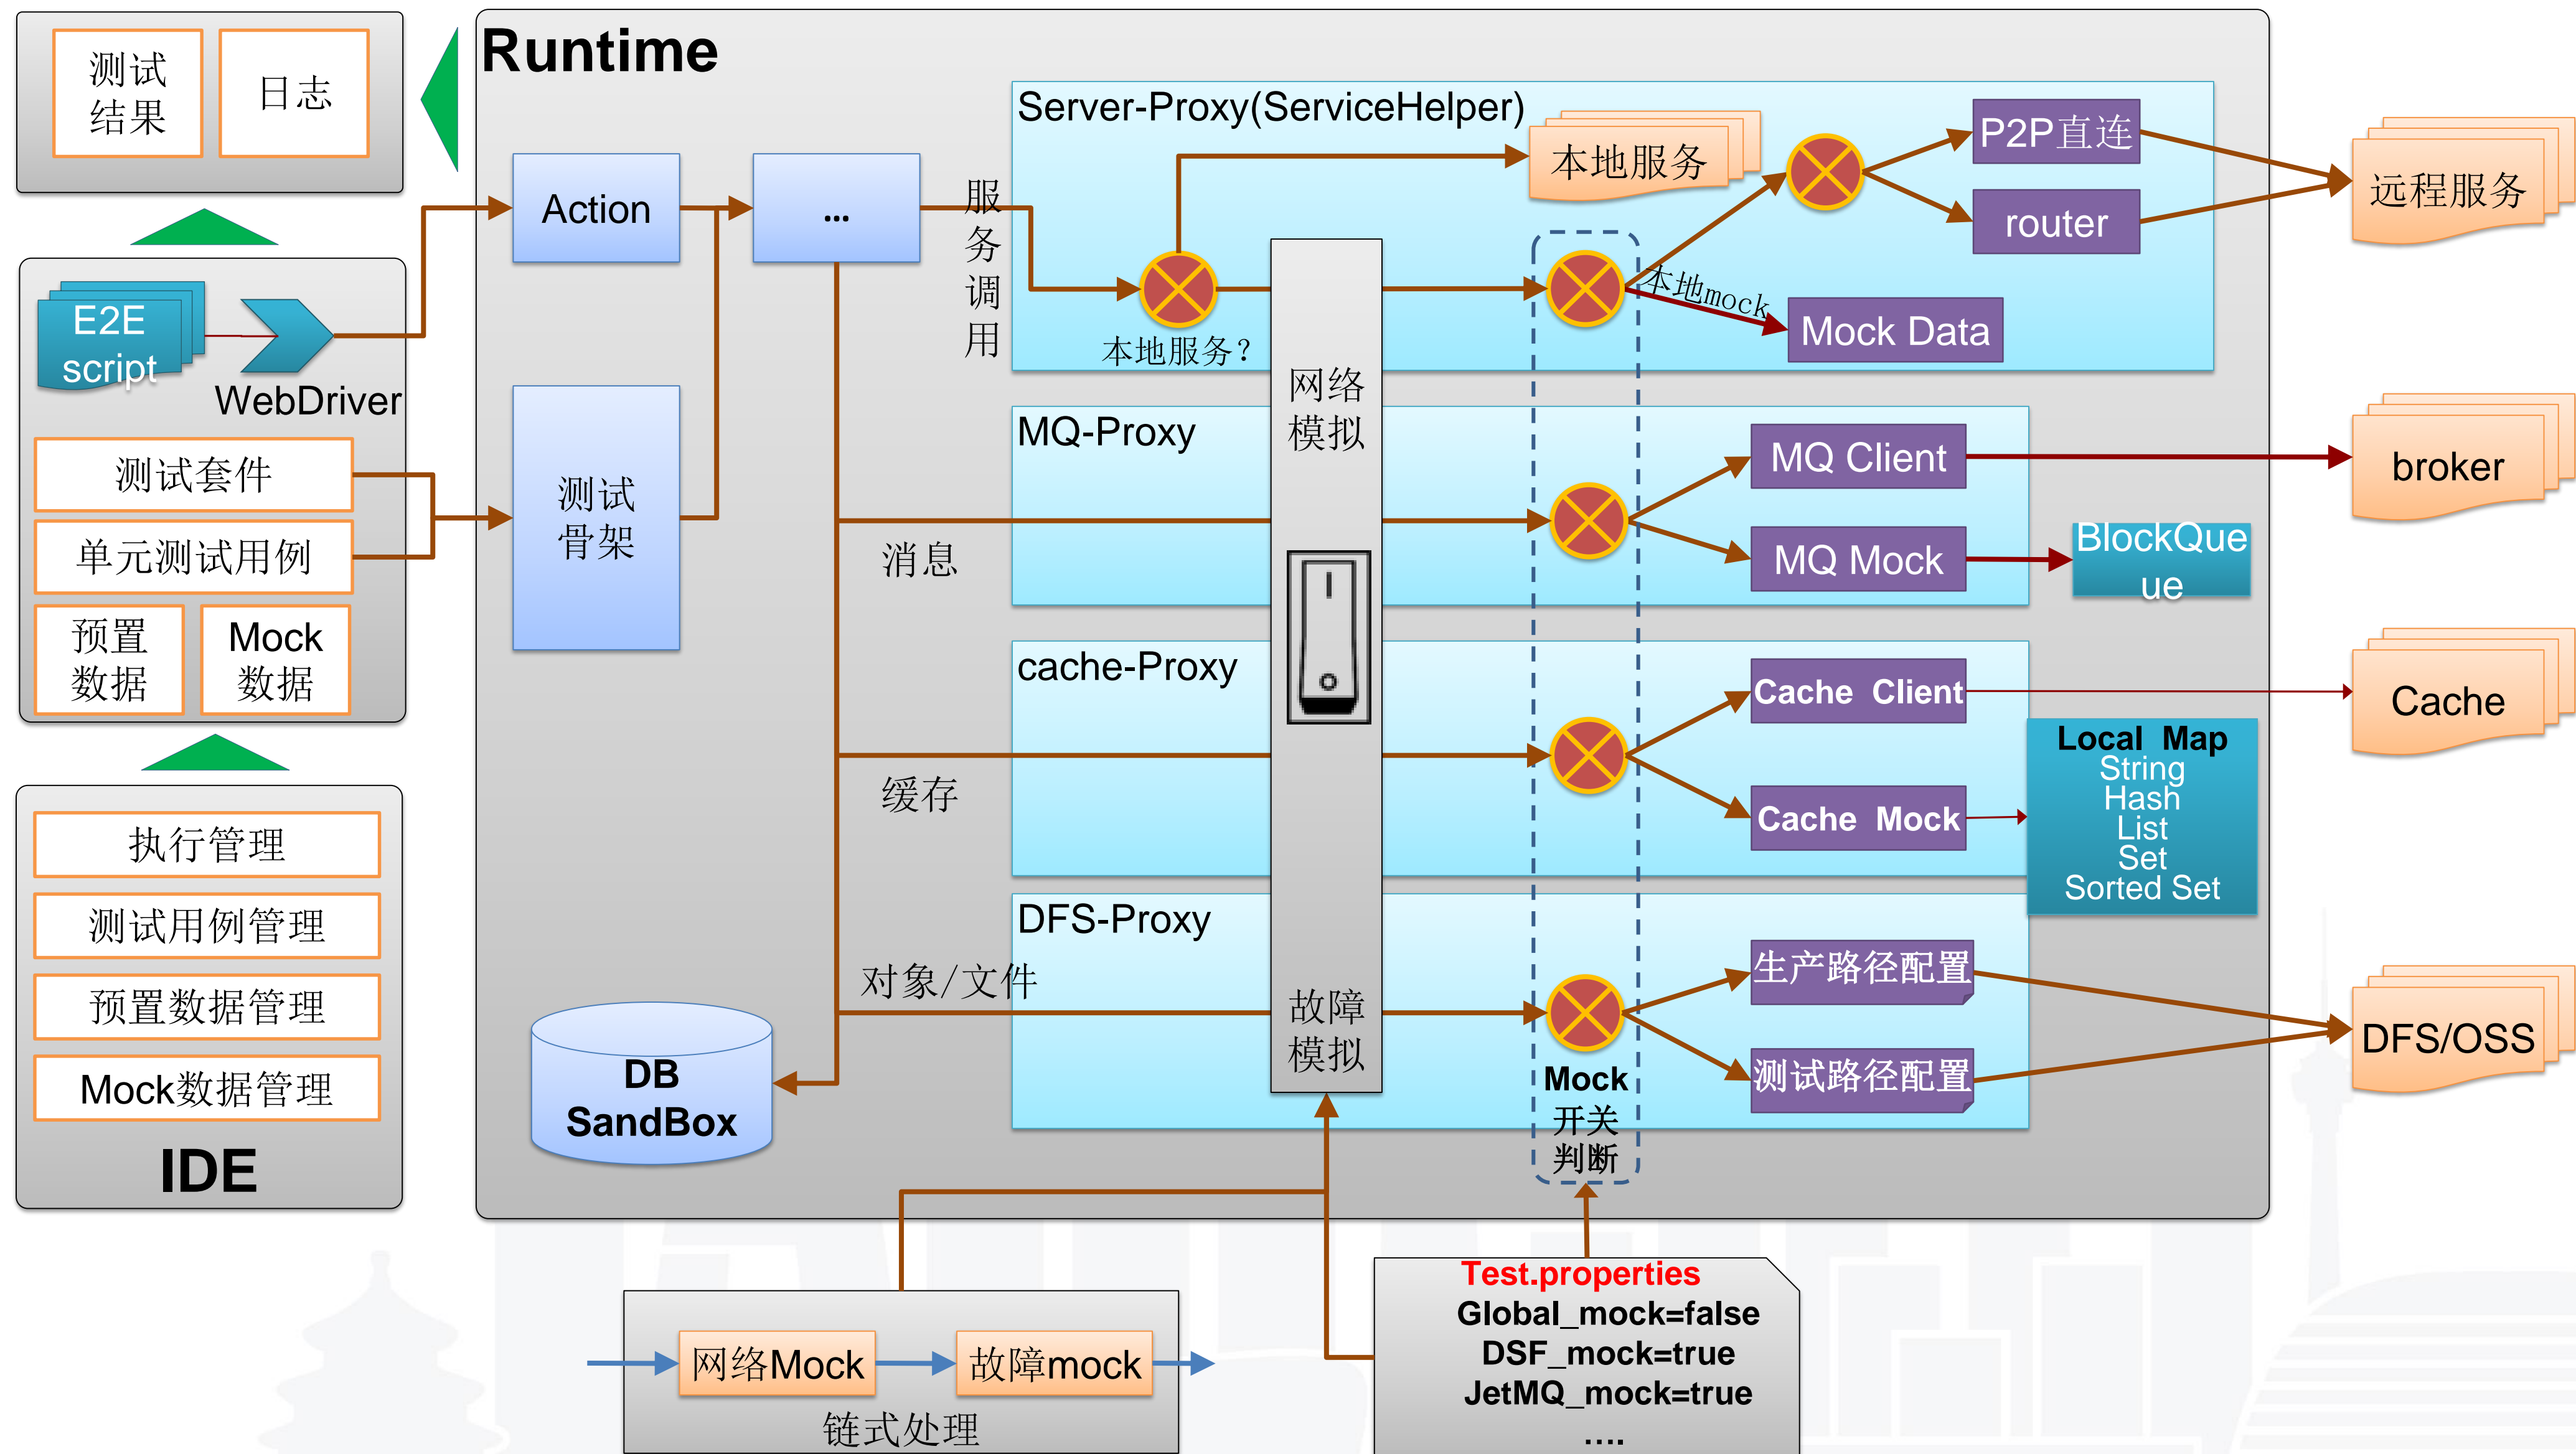 测试
结果
日志
E2E
script
WebDriver
测试套件
单元测试用例
预置
数据
Mock
数据
执行管理
测试用例管理
预置数据管理
Mock数据管理
IDE
Runtime
Action
...
测试
骨架
DB
SandBox
服
务
调
用
消息
缓存
对象/文件
Server-Proxy(ServiceHelper)
本地服务
本地服务?
本地mock
P2P直连
router
Mock Data
远程服务
网络
模拟
故障
模拟
MQ-Proxy
MQ Client
MQ Mock
broker
BlockQue
ue
cache-Proxy
Cache Client
Cache Mock
Cache
Local Map
String
Hash
List
Set
Sorted Set
DFS-Proxy
生产路径配置
测试路径配置
DFS/OSS
Mock
开关
判断
网络Mock
故障mock
链式处理
Test.properties
Global_mock=false
DSF_mock=true
JetMQ_mock=true
....